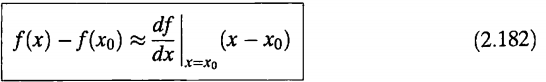 f(x) − f(x₀) ≈ df/dx |ₓ₌ₓ₀ (x − x₀) (2.182)